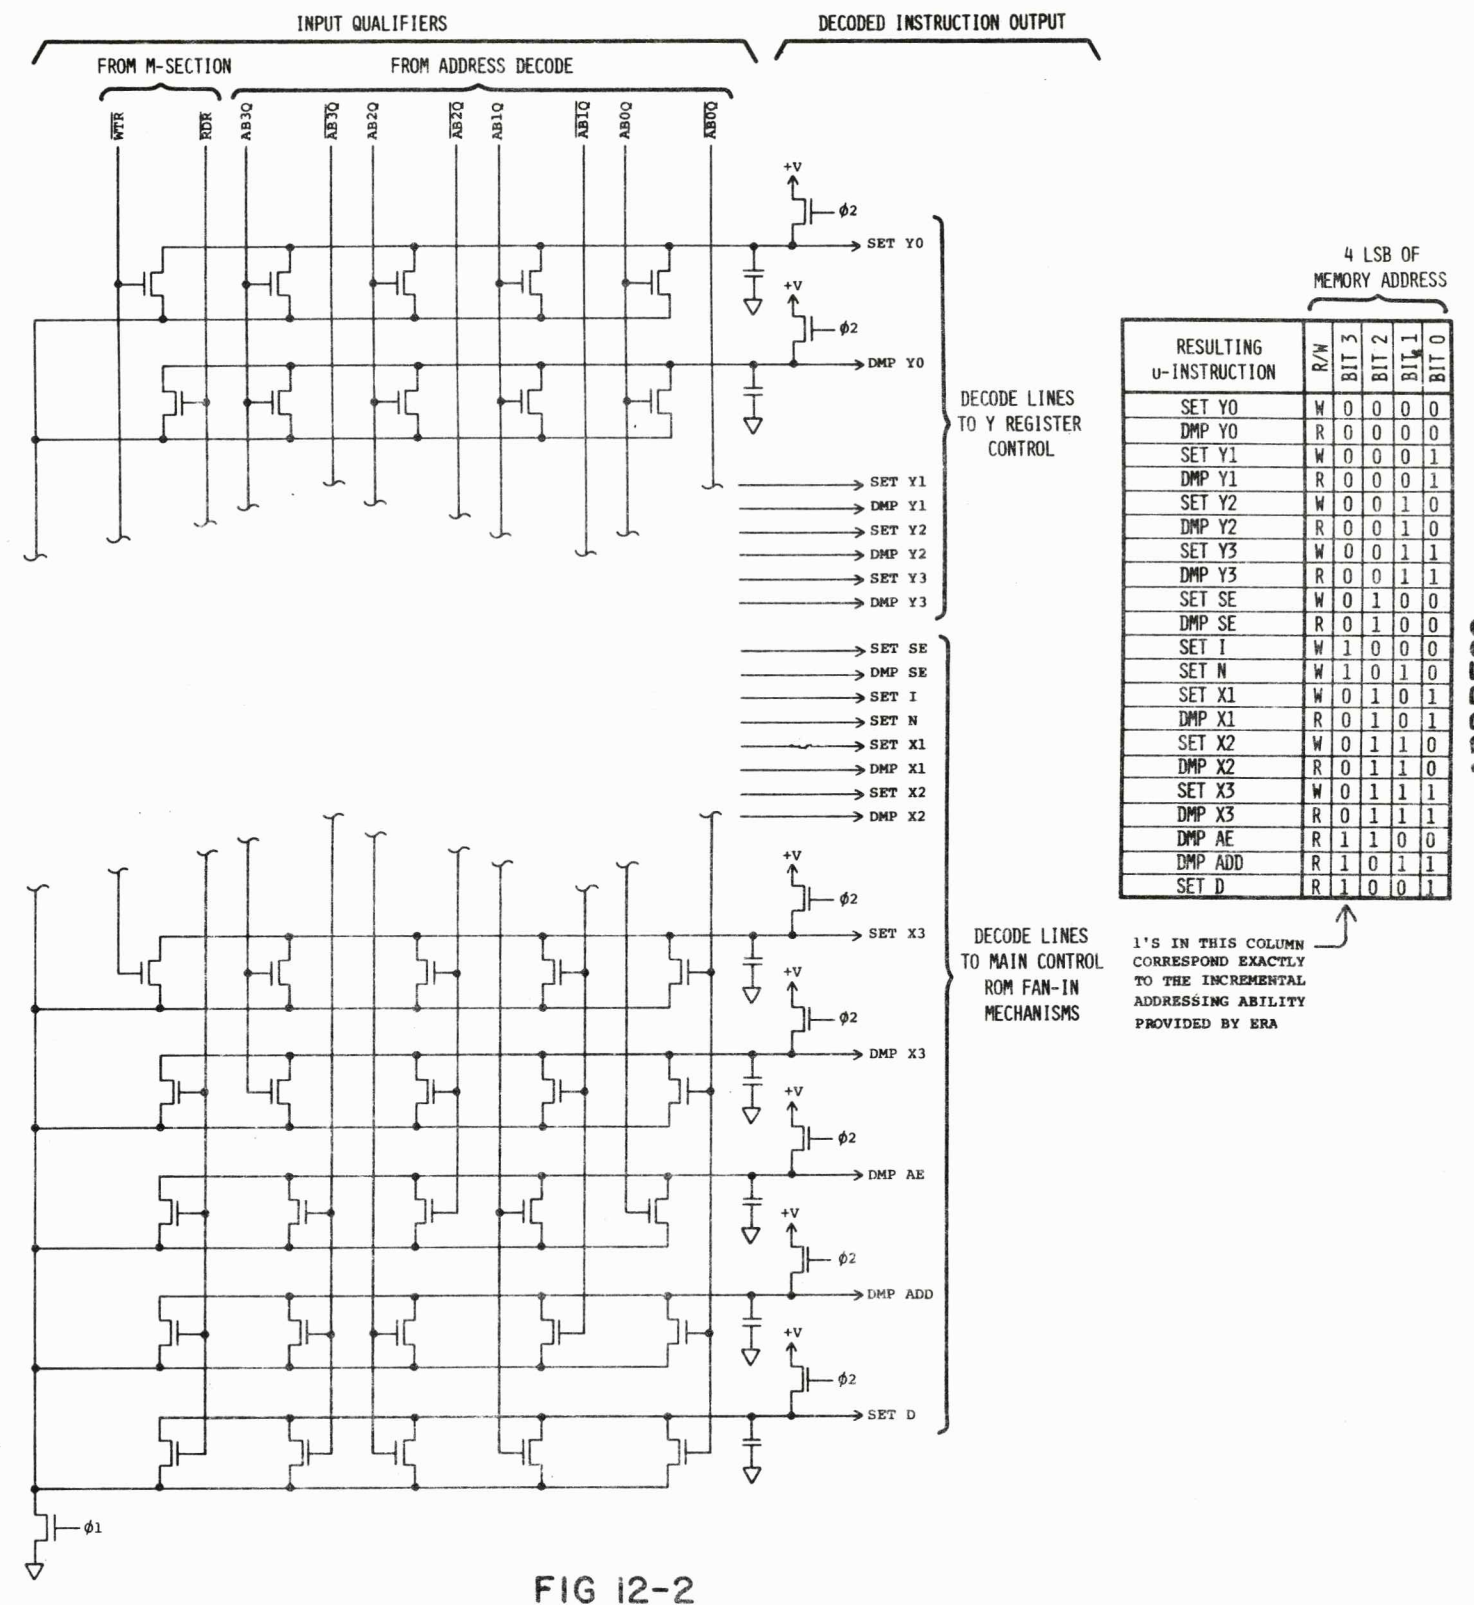 INPUT QUALIFIERS
DECODED INSTRUCTION OUTPUT
FROM M-SECTION
FROM ADDRESS DECODE
W̅T̅R̅
R̅D̅R̅
AB3Q
A̅B̅3̅Q̅
AB2Q
A̅B̅2̅Q̅
AB1Q
A̅B̅1̅Q̅
AB0Q
A̅B̅0̅Q̅
+V
ϕ2
SET Y0
+V
ϕ2
DMP Y0
SET Y1
DMP Y1
SET Y2
DMP Y2
SET Y3
DMP Y3
DECODE LINES
TO Y REGISTER
CONTROL
SET SE
DMP SE
SET I
SET N
SET X1
DMP X1
SET X2
DMP X2
+V
ϕ2
SET X3
+V
ϕ2
DMP X3
+V
ϕ2
DMP AE
+V
ϕ2
DMP ADD
+V
ϕ2
SET D
DECODE LINES
TO MAIN CONTROL
ROM FAN-IN
MECHANISMS
ϕ1
4 LSB OF
MEMORY ADDRESS
RESULTING
u-INSTRUCTION
R/W
BIT 3
BIT 2
BIT 1
BIT 0
SET Y0 W 0 0 0 0
DMP Y0 R 0 0 0 0
SET Y1 W 0 0 0 1
DMP Y1 R 0 0 0 1
SET Y2 W 0 0 1 0
DMP Y2 R 0 0 1 0
SET Y3 W 0 0 1 1
DMP Y3 R 0 0 1 1
SET SE W 0 1 0 0
DMP SE R 0 1 0 0
SET I W 1 0 0 0
SET N W 1 0 1 0
SET X1 W 0 1 0 1
DMP X1 R 0 1 0 1
SET X2 W 0 1 1 0
DMP X2 R 0 1 1 0
SET X3 W 0 1 1 1
DMP X3 R 0 1 1 1
DMP AE R 1 1 0 0
DMP ADD R 1 0 1 1
SET D R 1 0 0 1
1'S IN THIS COLUMN
CORRESPOND EXACTLY
TO THE INCREMENTAL
ADDRESSING ABILITY
PROVIDED BY ERA
FIG 12-2